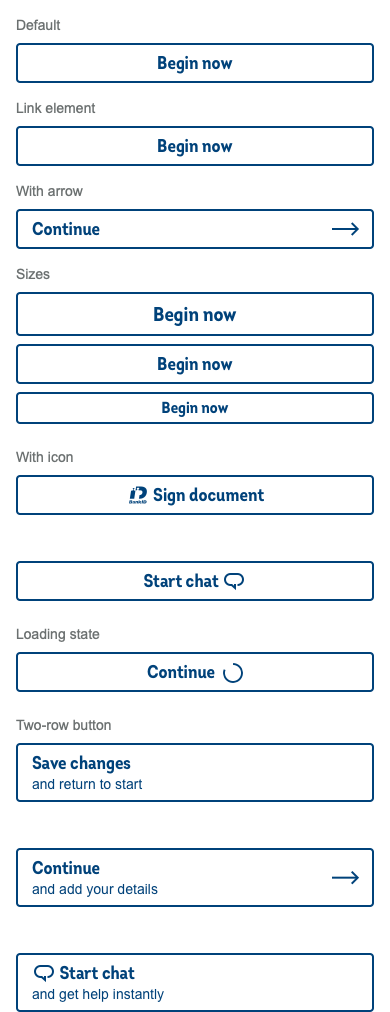 Default
Begin now
Link element
Begin now
With arrow
Continue
Sizes
Begin now
Begin now
Begin now
With icon
BankID Sign document
Start chat
Loading state
Continue
Two-row button
Save changes
and return to start
Continue
and add your details
Start chat
and get help instantly